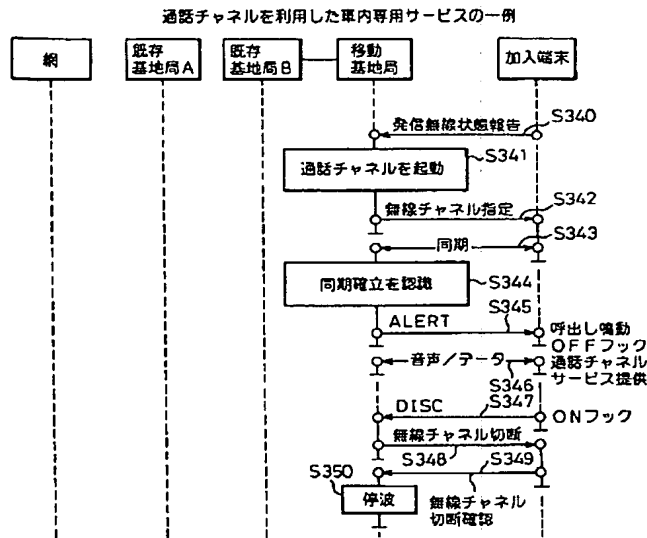 通話チャネルを利用した車内専用サービスの一例
網
既存
基地局A
既存
基地局B
移動
基地局
加入端末
発信無線状態報告
S340
通話チャネルを起動
S341
無線チャネル指定
S342
同期
S343
同期確立を認識
S344
ALERT
S345
呼出し鳴動
OFFフック
音声/データ
S346
通話チャネル
サービス提供
DISC
S347
ONフック
無線チャネル切断
S348
S349
無線チャネル
切断確認
S350
停波